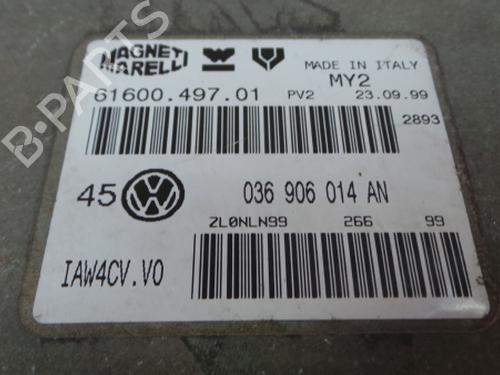 MAGNETI
MARELLI
MADE IN ITALY
MY2
61600.497.01
PV2 23.09.99
2893
45
036 906 014 AN
ZL0NLN99 266 99
IAW4CV.V0
B-PARTS